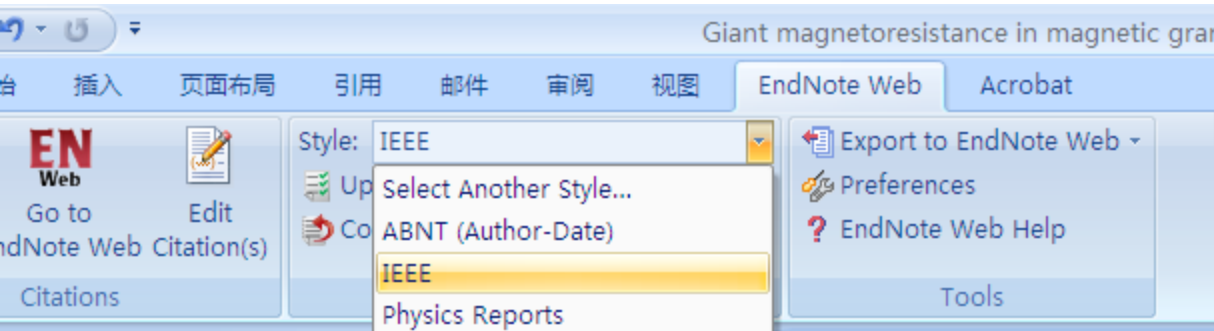 Giant magnetoresistance in magnetic
插入 页面布局 引用 邮件 审阅 视图 EndNote Web Acrobat
EN
Web
Go to
Web
Edit
Citation(s)
Citations
Style: IEEE
Select Another Style...
ABNT (Author-Date)
IEEE
Physics Reports
Export to EndNote Web
Preferences
EndNote Web Help
Tools